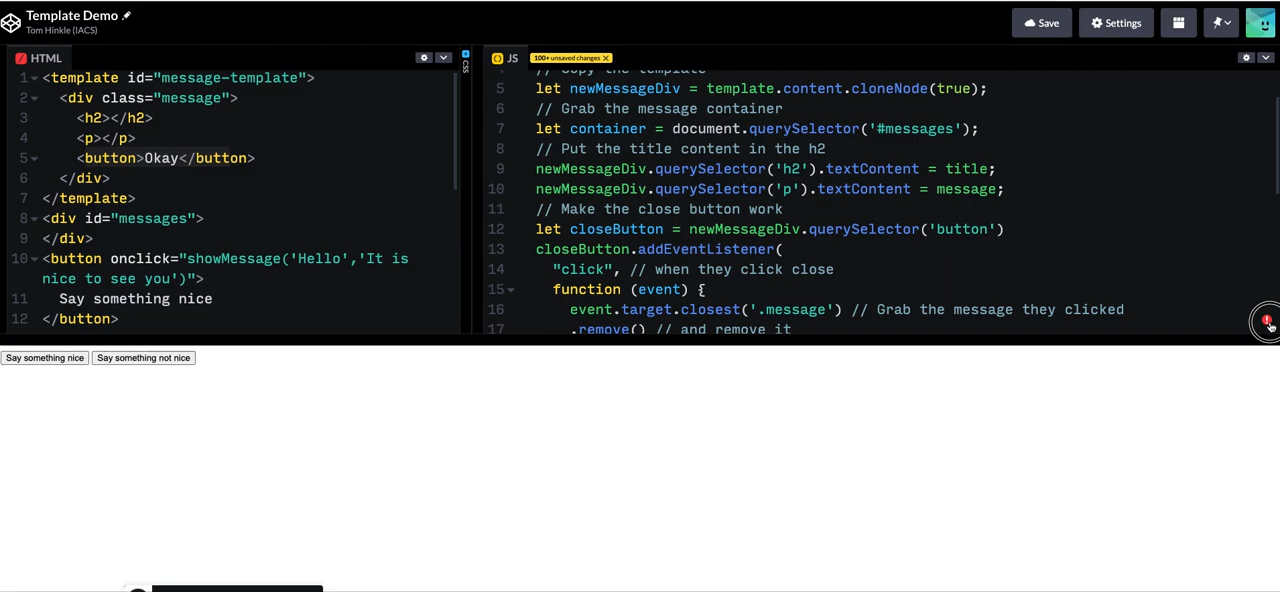 Template Demo
Tom Hinkle (IACS)
Save
Settings
HTML
1 <template id="message-template">
2 <div class="message">
3 <h2></h2>
4 <p></p>
5 <button>Okay</button>
6 </div>
7 </template>
8 <div id="messages">
9 </div>
10 <button onclick="showMessage('Hello','It is
nice to see you')">
11 Say something nice
12 </button>
CSS
JS
100+ unsaved changes X
// Copy the template
5 let newMessageDiv = template.content.cloneNode(true);
6 // Grab the message container
7 let container = document.querySelector('#messages');
8 // Put the title content in the h2
9 newMessageDiv.querySelector('h2').textContent = title;
10 newMessageDiv.querySelector('p').textContent = message;
11 // Make the close button work
12 let closeButton = newMessageDiv.querySelector('button')
13 closeButton.addEventListener(
14 "click", // when they click close
15 function (event) {
16 event.target.closest('.message') // Grab the message they clicked
17 .remove() // and remove it
Say something nice
Say something not nice